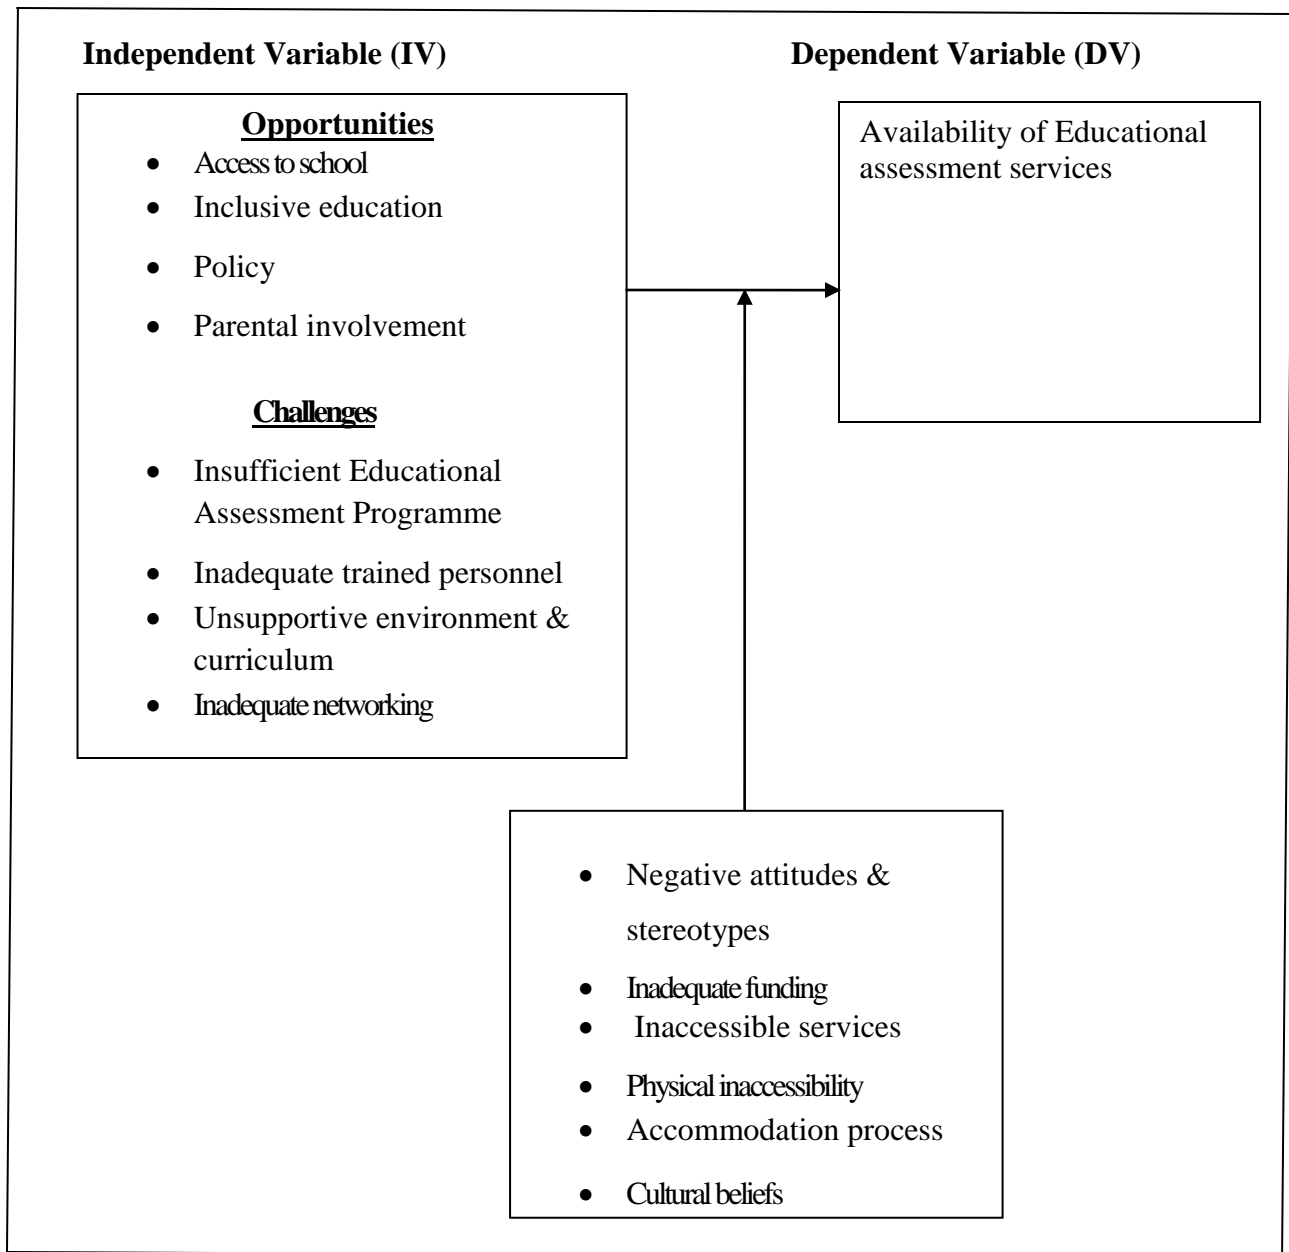 Independent Variable (IV)
Dependent Variable (DV)
Opportunities
• Access to school
• Inclusive education
• Policy
• Parental involvement
Challenges
• Insufficient Educational
Assessment Programme
• Inadequate trained personnel
• Unsupportive environment &
curriculum
• Inadequate networking
Availability of Educational
assessment services
• Negative attitudes &
stereotypes
• Inadequate funding
• Inaccessible services
• Physical inaccessibility
• Accommodation process
• Cultural beliefs